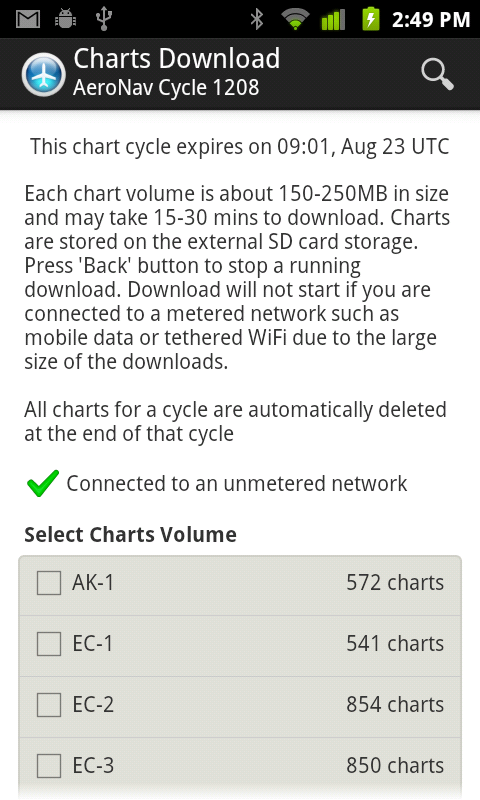 2:49 PM
Charts Download
AeroNav Cycle 1208
This chart cycle expires on 09:01, Aug 23 UTC
Each chart volume is about 150-250MB in size
and may take 15-30 mins to download. Charts
are stored on the external SD card storage.
Press 'Back' button to stop a running
download. Download will not start if you are
connected to a metered network such as
mobile data or tethered WiFi due to the large
size of the downloads.
All charts for a cycle are automatically deleted
at the end of that cycle
Connected to an unmetered network
Select Charts Volume
AK-1 572 charts
EC-1 541 charts
EC-2 854 charts
EC-3 850 charts